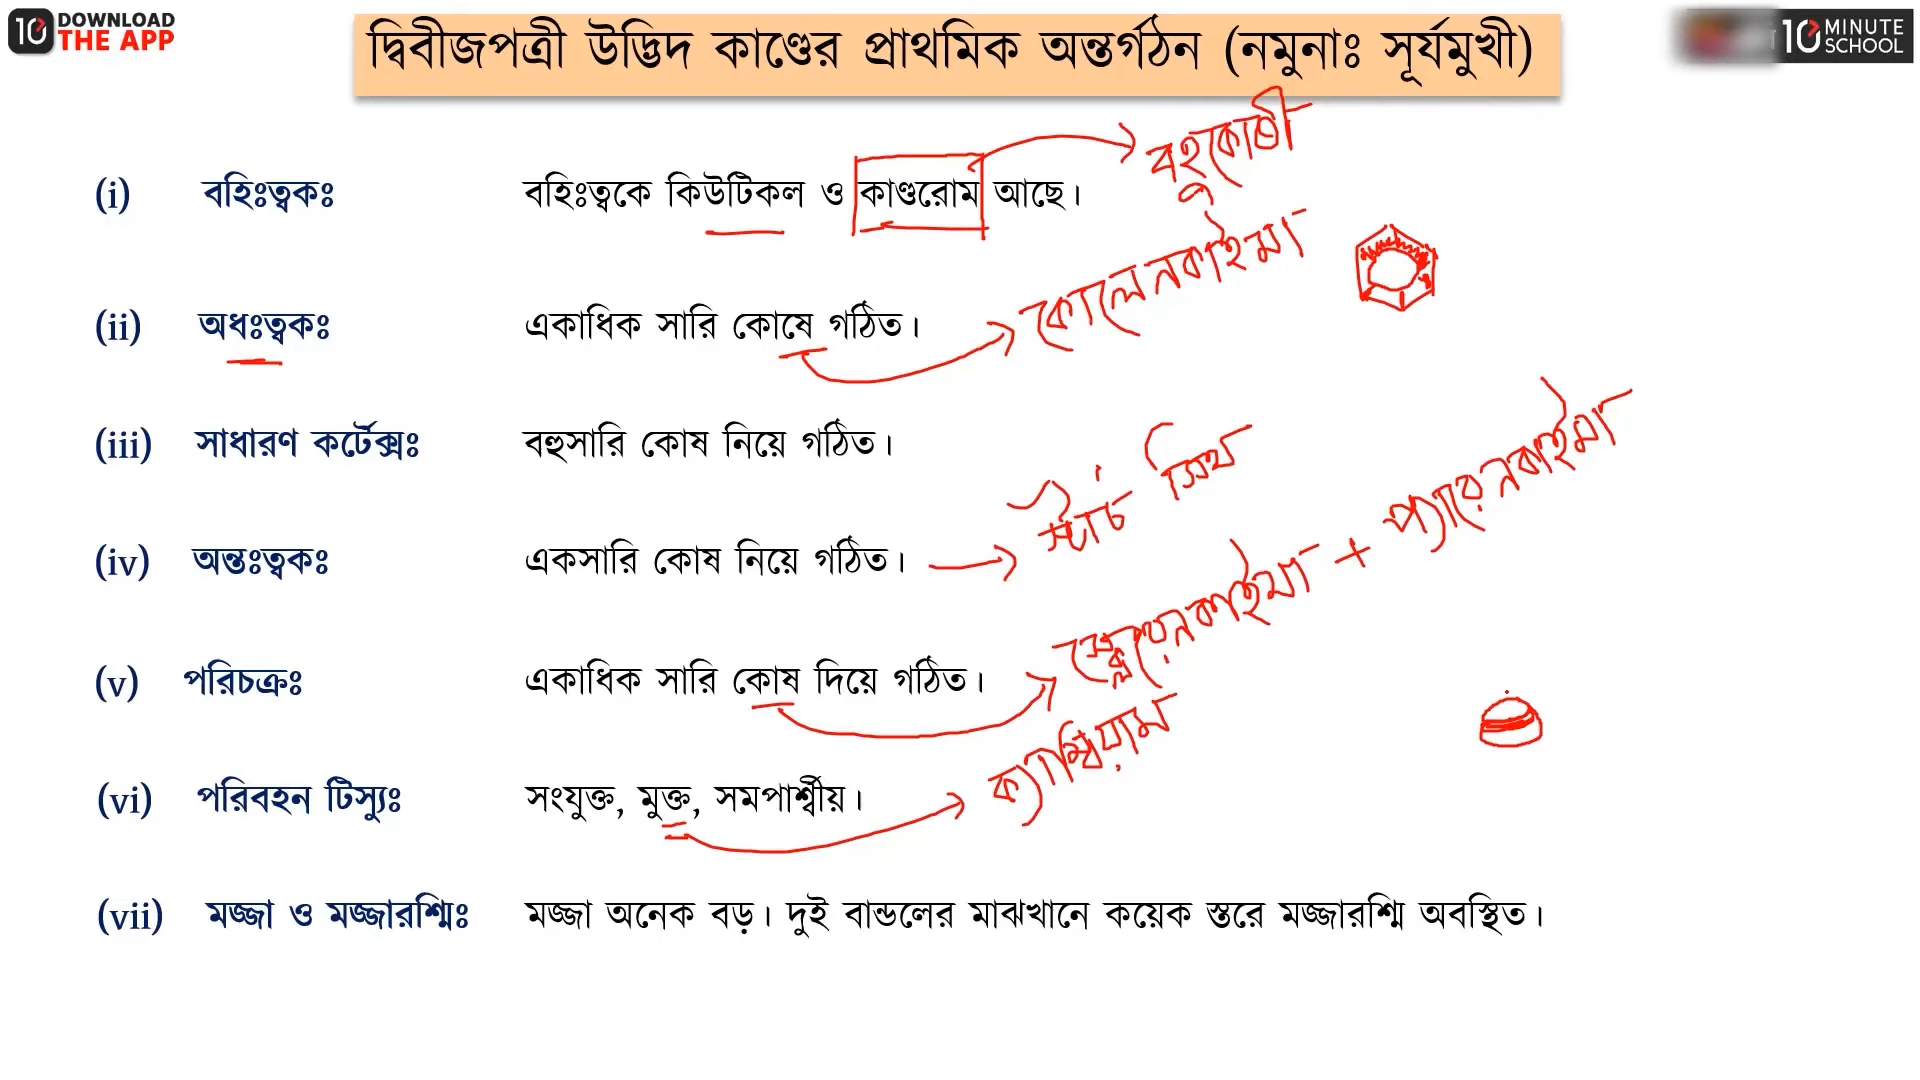 10 DOWNLOAD THE APP
দ্বিবীজপত্রী উদ্ভিদ কাণ্ডের প্রাথমিক অন্তর্গঠন (নমুনাঃ সূর্যমুখী)
10 MINUTE SCHOOL
বহুকোষী
(i) বহিঃত্বকঃ বহিঃত্বকে কিউটিকল ও কাণ্ডরোম আছে।
কোলেনকাইমা
(ii) অধঃত্বকঃ একাধিক সারি কোষে গঠিত।
(iii) সাধারণ কর্টেক্সঃ বহুসারি কোষ নিয়ে গঠিত।
স্টার্চ সিথ
(iv) অন্তঃত্বকঃ একসারি কোষ নিয়ে গঠিত।
স্ক্লেরেনকাইমা + প্যারেনকাইমা
(v) পরিচক্রঃ একাধিক সারি কোষ দিয়ে গঠিত।
ক্যাম্বিয়াম
(vi) পরিবহন টিস্যুঃ সংযুক্ত, মুক্ত, সমপার্শ্বীয়।
(vii) মজ্জা ও মজ্জারশ্মিঃ মজ্জা অনেক বড়। দুই বান্ডলের মাঝখানে কয়েক স্তরে মজ্জারশ্মি অবস্থিত।